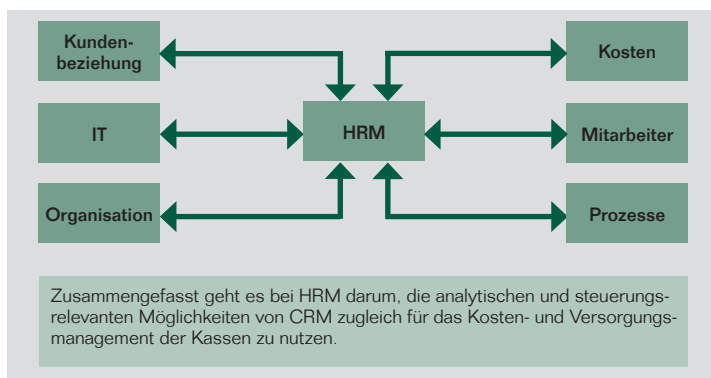 Kunden-
beziehung
Kosten
IT
HRM
Mitarbeiter
Organisation
Prozesse
Zusammengefasst geht es bei HRM darum, die analytischen und steuerungs-
relevanten Möglichkeiten von CRM zugleich für das Kosten- und Versorgungs-
management der Kassen zu nutzen.